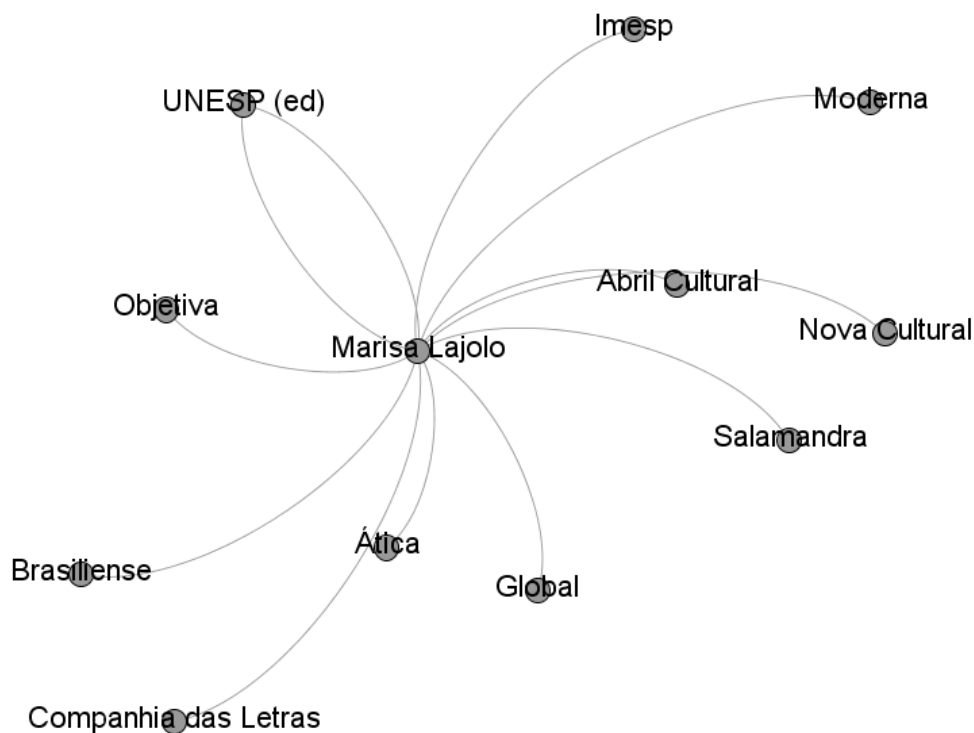 Imesp
UNESP (ed)
Moderna
Abril Cultural
Objetiva
Nova Cultural
Marisa Lajolo
Salamandra
Ática
Brasiliense
Global
Companhia das Letras